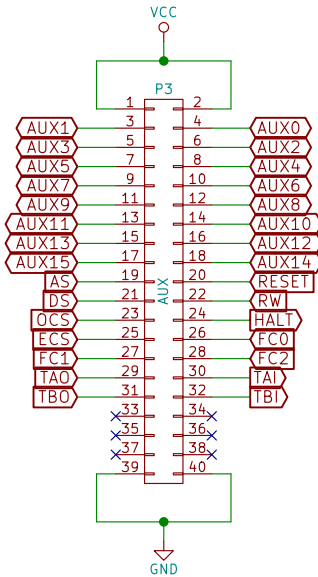 VCC
P3
1 2
AUX1 3 4 AUX0
AUX3 5 6 AUX2
AUX5 7 8 AUX4
AUX7 9 10 AUX6
AUX9 11 12 AUX8
AUX11 13 14 AUX10
AUX13 15 16 AUX12
AUX15 17 18 AUX14
AS 19 20 RESET
DS 21 22 RW
OCS 23 24 HALT
ECS 25 26 FC0
FC1 27 28 FC2
TAO 29 30 TAI
TBO 31 32 TBI
33 34
35 36
37 38
39 40
AUX
GND